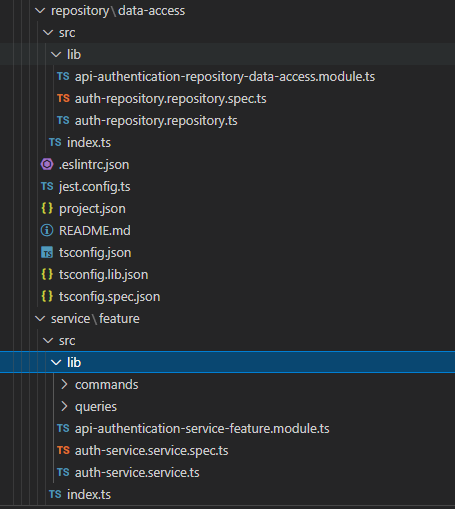 repository\data-access
src
lib
TS api-authentication-repository-data-access.module.ts
TS auth-repository.repository.spec.ts
TS auth-repository.repository.ts
TS index.ts
.eslintrc.json
TS jest.config.ts
{ } project.json
README.md
TS tsconfig.json
{ } tsconfig.lib.json
{ } tsconfig.spec.json
service\feature
src
lib
commands
queries
TS api-authentication-service-feature.module.ts
TS auth-service.service.spec.ts
TS auth-service.service.ts
TS index.ts